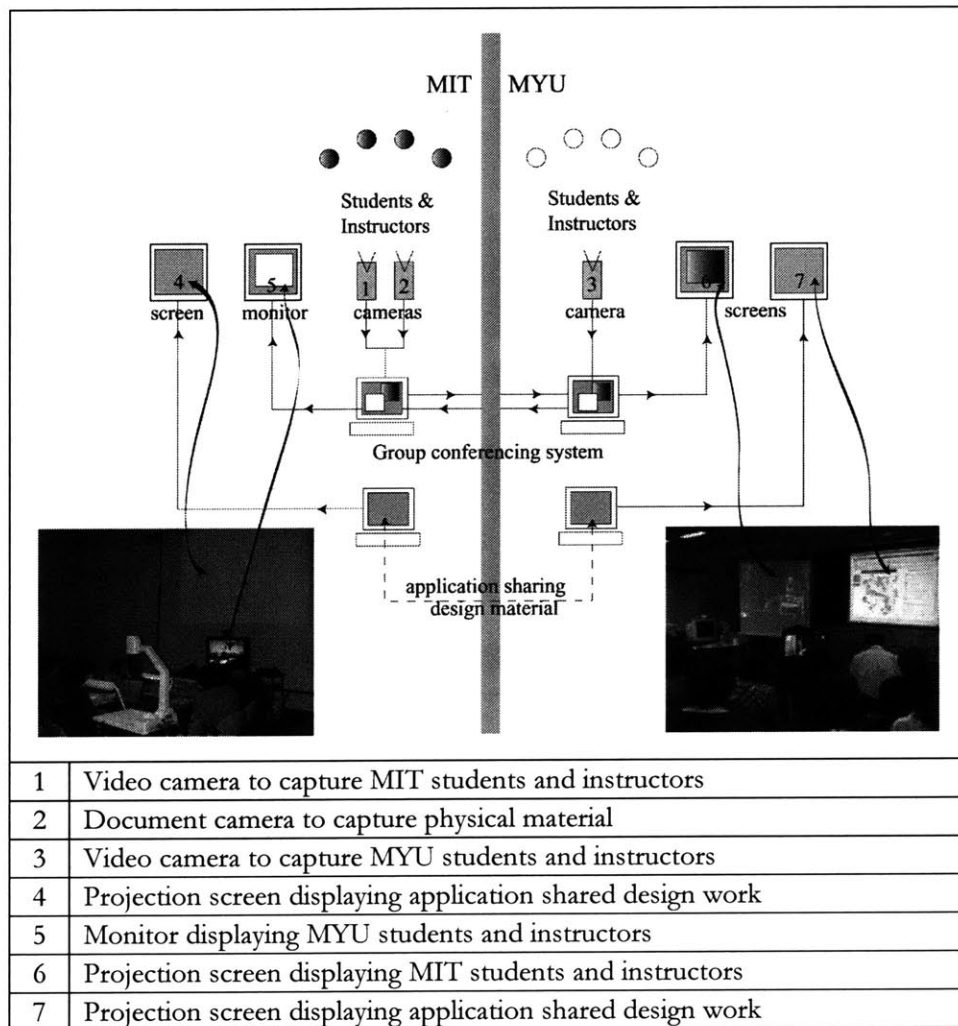 MIT MYU
Students &
Instructors
Students &
Instructors
4
5
1
2
3
6
7
screen
monitor
cameras
camera
screens
Group conferencing system
application sharing
design material
1 Video camera to capture MIT students and instructors
2 Document camera to capture physical material
3 Video camera to capture MYU students and instructors
4 Projection screen displaying application shared design work
5 Monitor displaying MYU students and instructors
6 Projection screen displaying MIT students and instructors
7 Projection screen displaying application shared design work